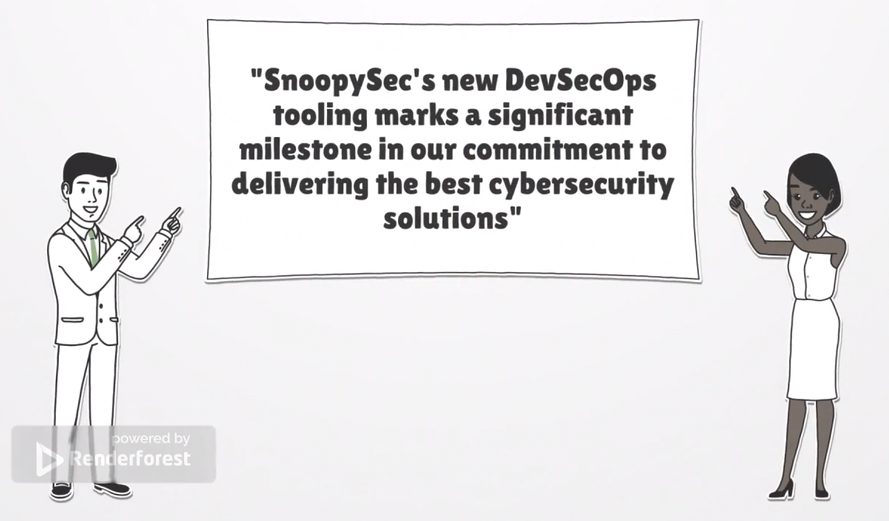 "SnoopySec's new DevSecOps
tooling marks a significant
milestone in our commitment to
delivering the best cybersecurity
solutions"
powered by
Renderforest